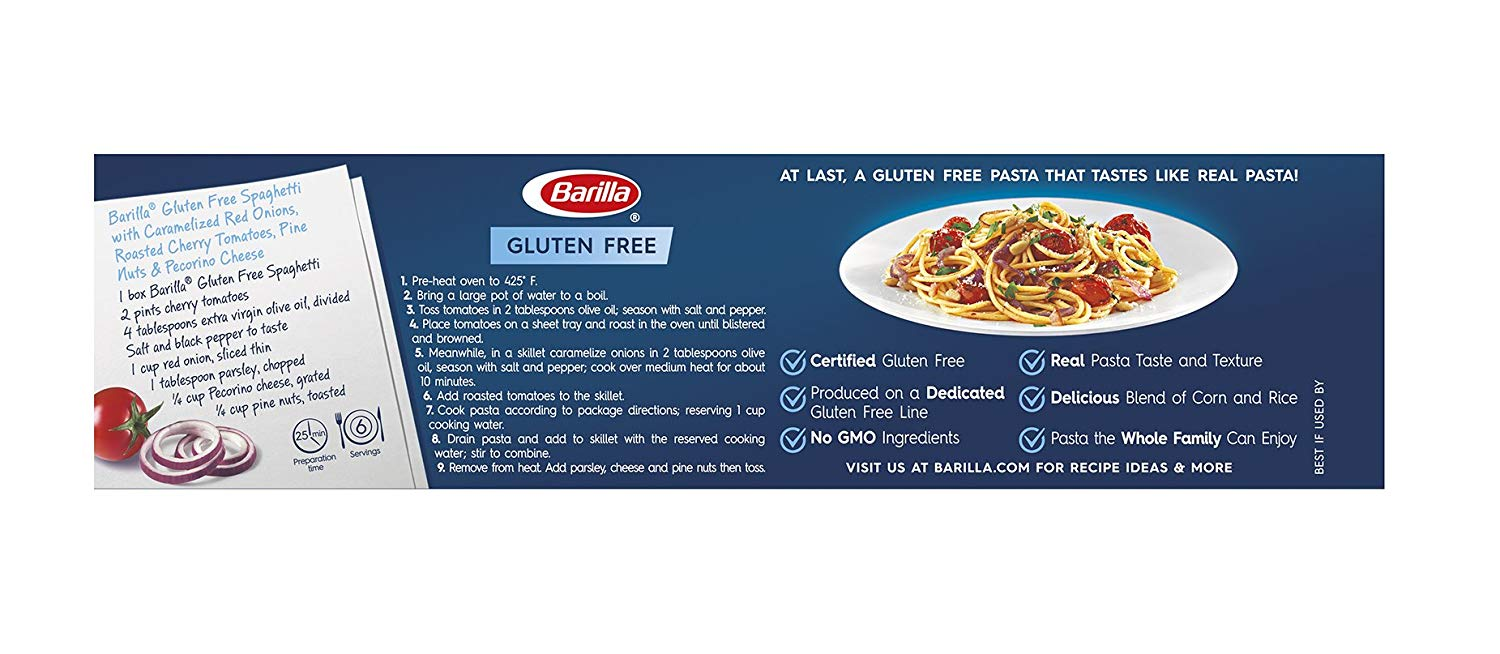 Barilla® Gluten Free Spaghetti
with Caramelized Red Onions,
Roasted Cherry Tomatoes, Pine
Nuts & Pecorino Cheese
1 box Barilla® Gluten Free Spaghetti
2 pints cherry tomatoes
4 tablespoons extra virgin olive oil, divided
Salt and black pepper to taste
1 cup red onion, sliced thin
1 tablespoon parsley, chopped
¼ cup Pecorino cheese, grated
¼ cup pine nuts, toasted
25 min
Preparation
time
6
Servings
Barilla
®
GLUTEN FREE
1. Pre-heat oven to 425° F.
2. Bring a large pot of water to a boil.
3. Toss tomatoes in 2 tablespoons olive oil; season with salt and pepper.
4. Place tomatoes on a sheet tray and roast in the oven until blistered
and browned.
5. Meanwhile, in a skillet caramelize onions in 2 tablespoons olive
oil, season with salt and pepper; cook over medium heat for about
10 minutes.
6. Add roasted tomatoes to the skillet.
7. Cook pasta according to package directions; reserving 1 cup
cooking water.
8. Drain pasta and add to skillet with the reserved cooking
water; stir to combine.
9. Remove from heat. Add parsley, cheese and pine nuts then toss.
AT LAST, A GLUTEN FREE PASTA THAT TASTES LIKE REAL PASTA!
Certified Gluten Free
Produced on a Dedicated
Gluten Free Line
No GMO Ingredients
Real Pasta Taste and Texture
Delicious Blend of Corn and Rice
Pasta the Whole Family Can Enjoy
VISIT US AT BARILLA.COM FOR RECIPE IDEAS & MORE
BEST IF USED BY